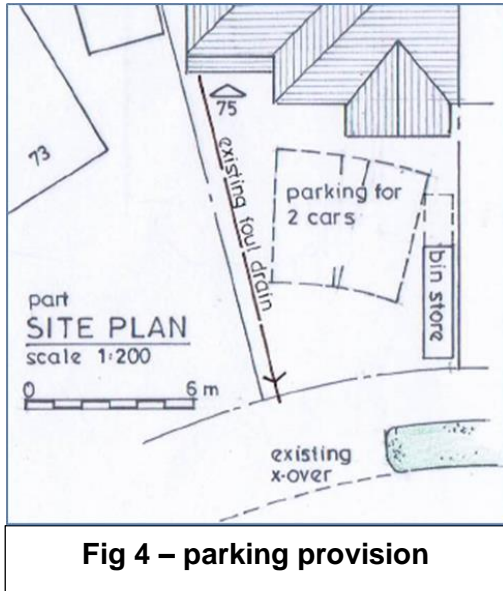 75
73
existing foul drain
parking for
2 cars
bin store
part
SITE PLAN
scale 1:200
0 6 m
existing
x-over
Fig 4 – parking provision